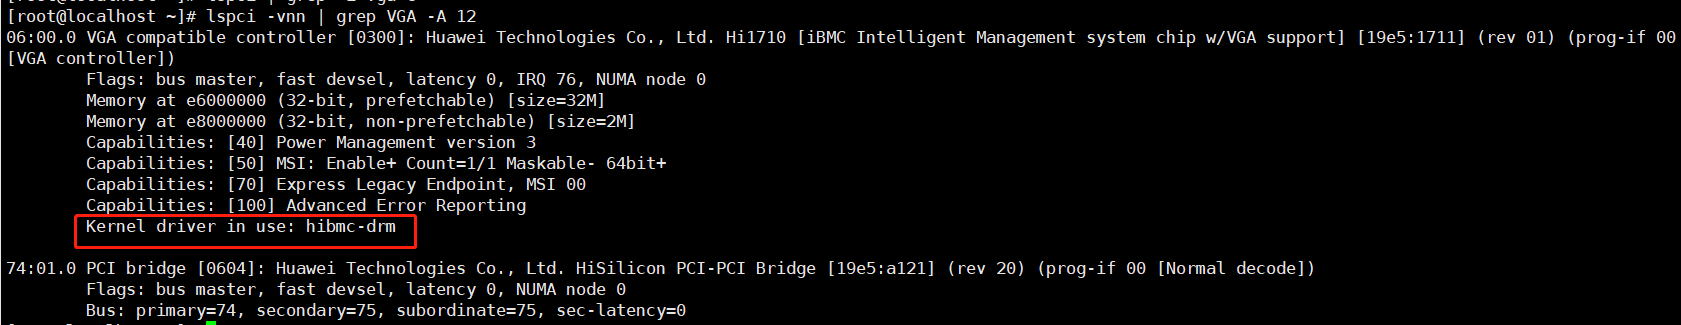 [root@localhost ~]# lspci -vnn | grep VGA -A 12
06:00.0 VGA compatible controller [0300]: Huawei Technologies Co., Ltd. Hi1710 [iBMC Intelligent Management system chip w/VGA support] [19e5:1711] (rev 01) (prog-if 00
[VGA controller])
Flags: bus master, fast devsel, latency 0, IRQ 76, NUMA node 0
Memory at e6000000 (32-bit, prefetchable) [size=32M]
Memory at e8000000 (32-bit, non-prefetchable) [size=2M]
Capabilities: [40] Power Management version 3
Capabilities: [50] MSI: Enable+ Count=1/1 Maskable- 64bit+
Capabilities: [70] Express Legacy Endpoint, MSI 00
Capabilities: [100] Advanced Error Reporting
Kernel driver in use: hibmc-drm
74:01.0 PCI bridge [0604]: Huawei Technologies Co., Ltd. HiSilicon PCI-PCI Bridge [19e5:a121] (rev 20) (prog-if 00 [Normal decode])
Flags: bus master, fast devsel, latency 0, NUMA node 0
Bus: primary=74, secondary=75, subordinate=75, sec-latency=0